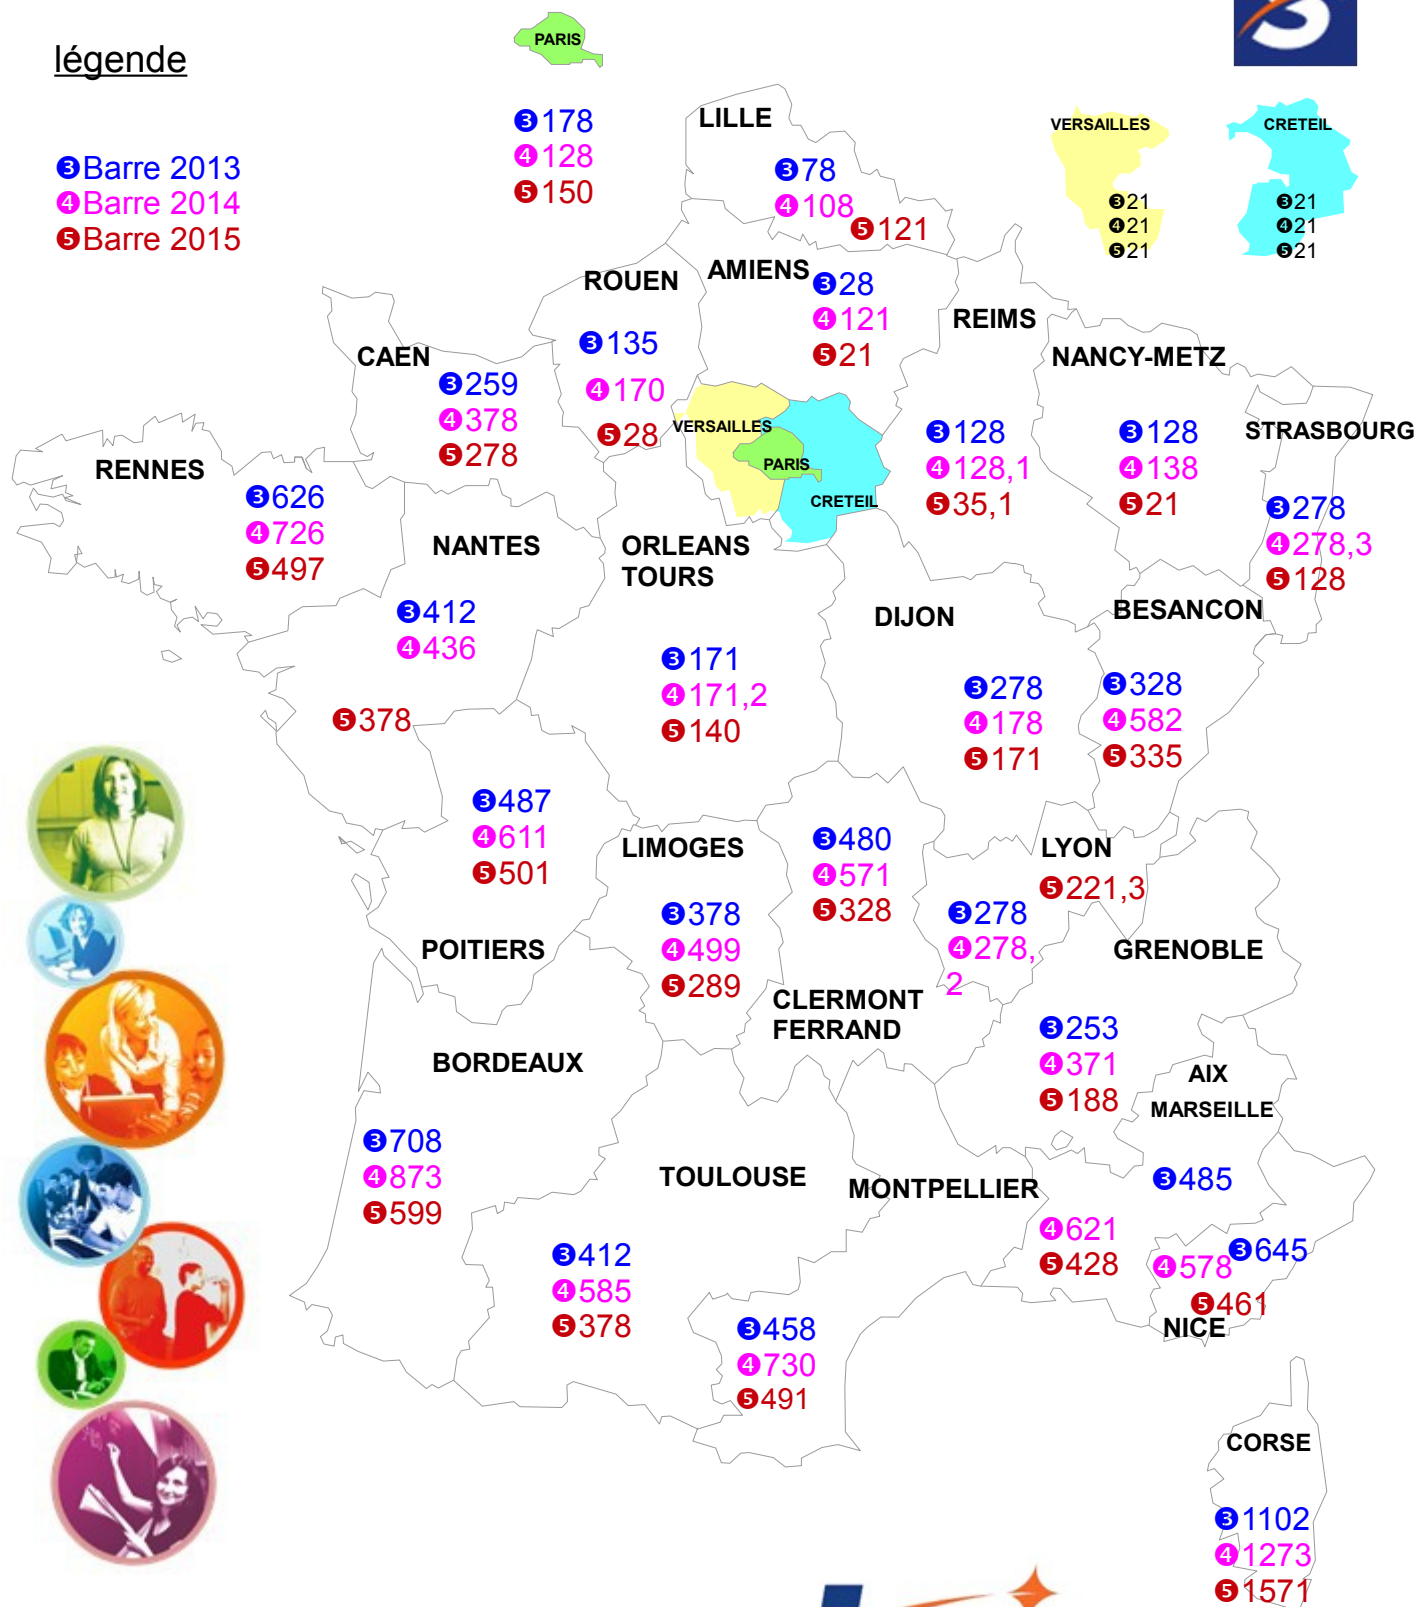 légende
❸Barre 2013
❹Barre 2014
❺Barre 2015
PARIS
❸178
❹128
❺150
LILLE
❸78
❹108
❺121
VERSAILLES
❸21
❹21
❺21
CRETEIL
❸21
❹21
❺21
ROUEN
❸135
❹170
❺28
AMIENS
❸28
❹121
❺21
REIMS
❸128
❹128,1
❺35,1
NANCY-METZ
❸128
❹138
❺21
STRASBOURG
❸278
❹278,3
❺128
CAEN
❸259
❹378
❺278
VERSAILLES
PARIS
CRETEIL
RENNES
❸626
❹726
❺497
NANTES
❸412
❹436
❺378
ORLEANS
TOURS
❸171
❹171,2
❺140
DIJON
❸278
❹178
❺171
BESANCON
❸328
❹582
❺335
❸487
❹611
❺501
POITIERS
LIMOGES
❸378
❹499
❺289
❸480
❹571
❺328
CLERMONT
FERRAND
LYON
❺221,3
❸278
❹278,
2
GRENOBLE
❸253
❹371
❺188
BORDEAUX
❸708
❹873
❺599
TOULOUSE
❸412
❹585
❺378
MONTPELLIER
❸458
❹730
❺491
AIX
MARSEILLE
❸485
❹621
❺428
❸645
❹578
❺461
NICE
CORSE
❸1102
❹1273
❺1571